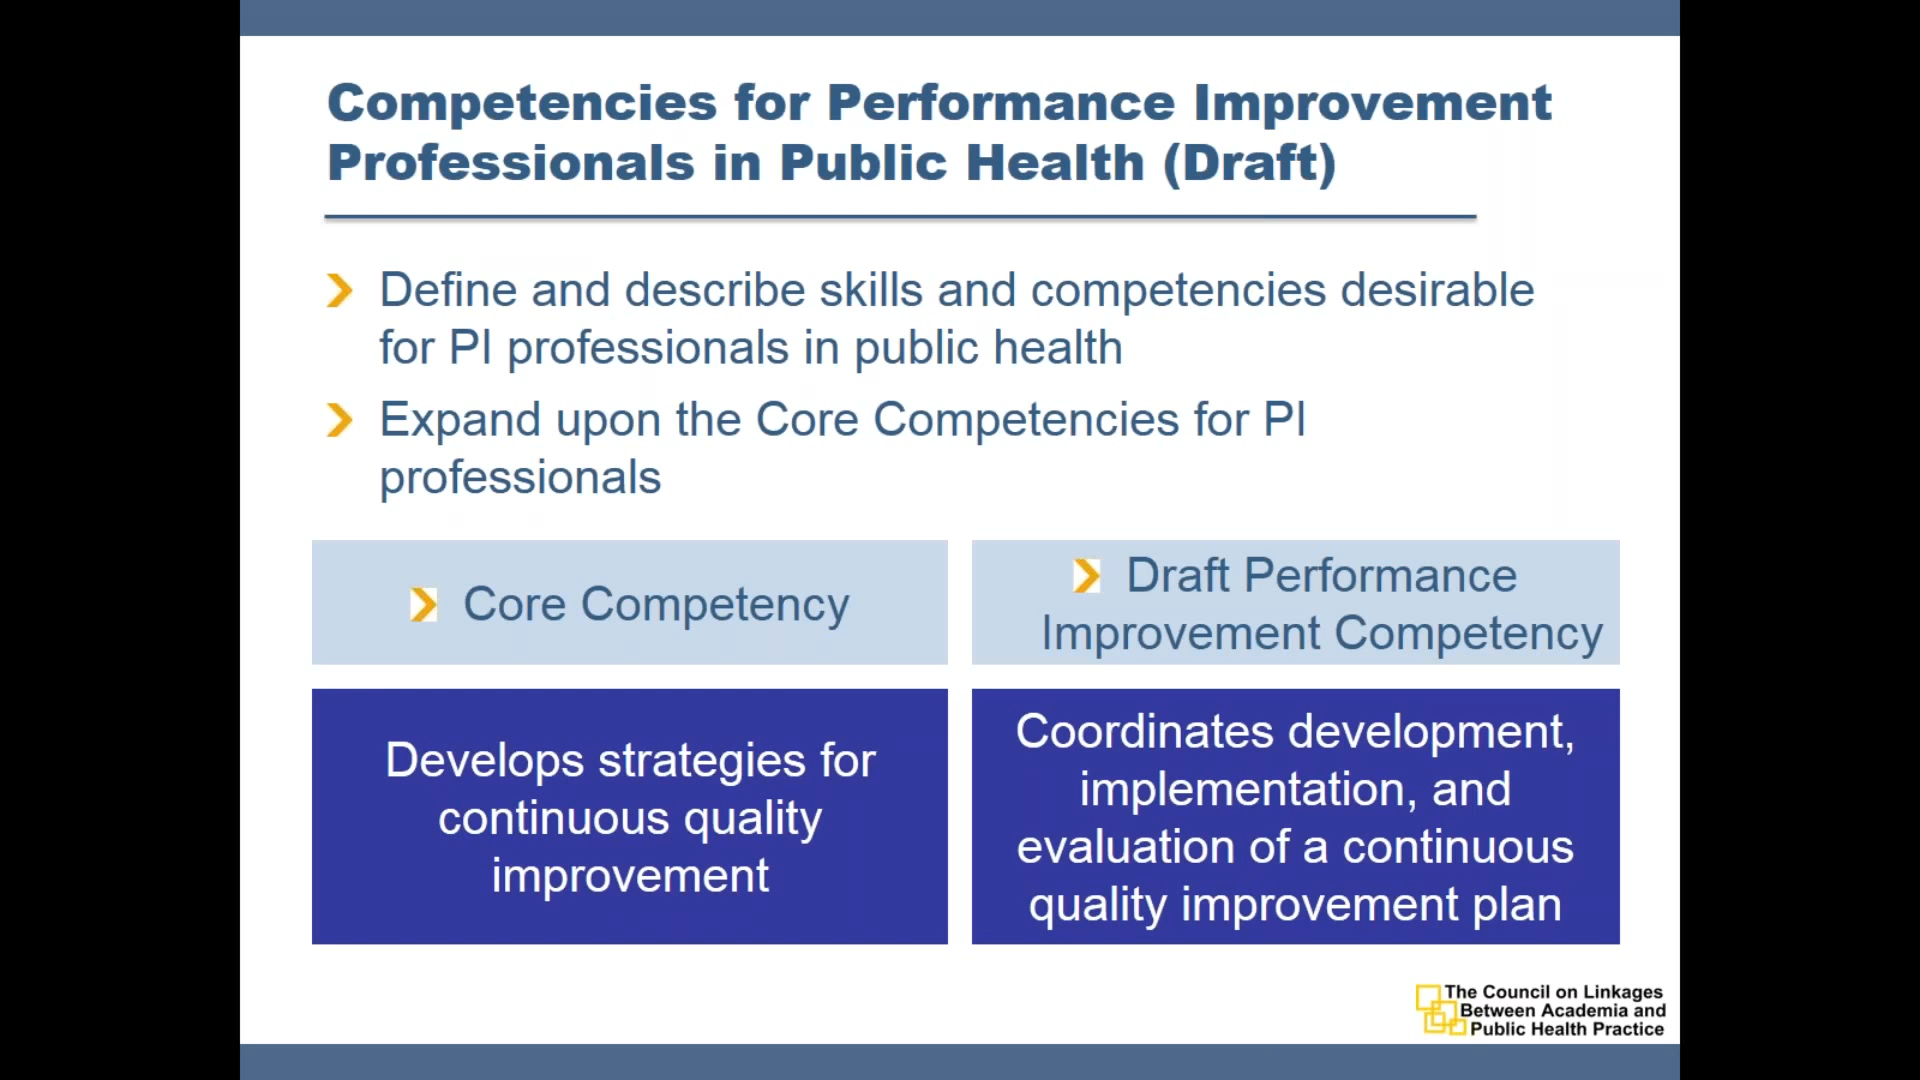 Competencies for Performance Improvement
Professionals in Public Health (Draft)
Define and describe skills and competencies desirable
for PI professionals in public health
Expand upon the Core Competencies for PI
professionals
Core Competency
Draft Performance
Improvement Competency
Develops strategies for
continuous quality
improvement
Coordinates development,
implementation, and
evaluation of a continuous
quality improvement plan
The Council on Linkages
Between Academia and
Public Health Practice